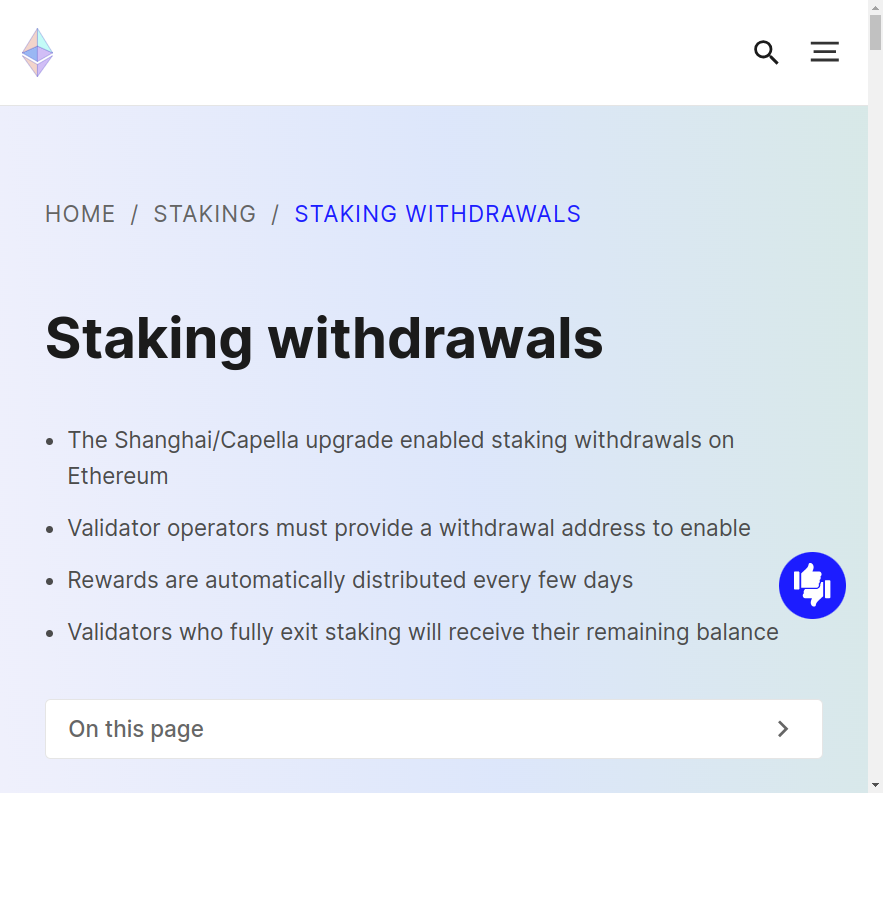 HOME / STAKING / STAKING WITHDRAWALS
Staking withdrawals
• The Shanghai/Capella upgrade enabled staking withdrawals on
Ethereum
• Validator operators must provide a withdrawal address to enable
• Rewards are automatically distributed every few days
• Validators who fully exit staking will receive their remaining balance
On this page